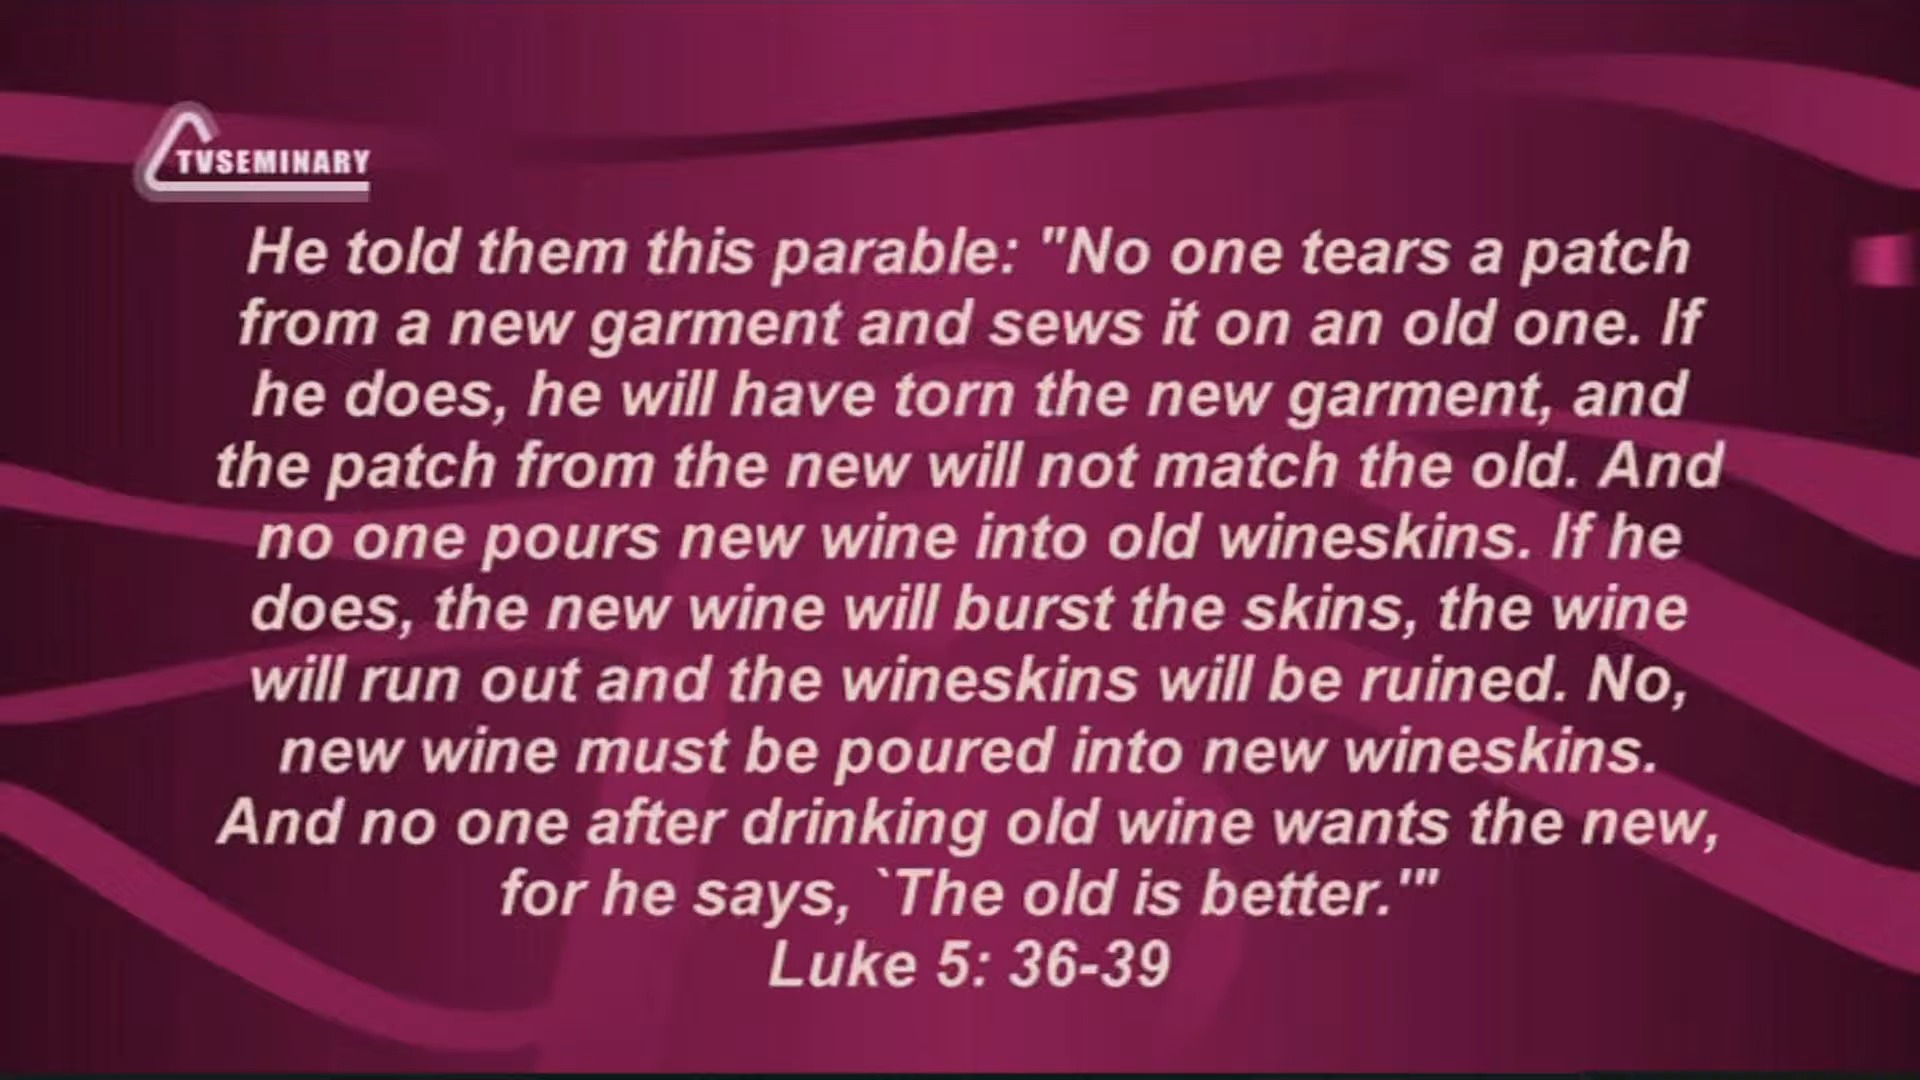 TVSEMINARY
He told them this parable: "No one tears a patch
from a new garment and sews it on an old one. If
he does, he will have torn the new garment, and
the patch from the new will not match the old. And
no one pours new wine into old wineskins. If he
does, the new wine will burst the skins, the wine
will run out and the wineskins will be ruined. No,
new wine must be poured into new wineskins.
And no one after drinking old wine wants the new,
for he says, `The old is better.'"
Luke 5: 36-39